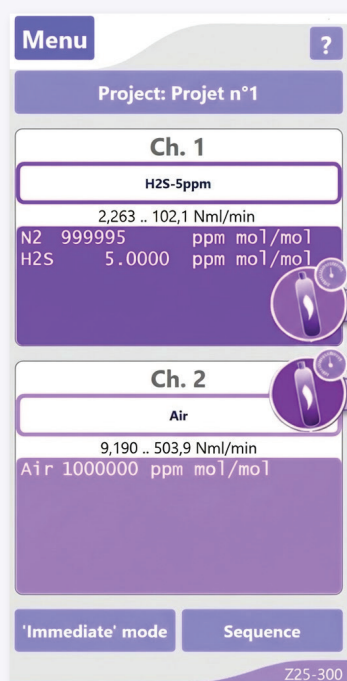 Menu
?
Project: Projet n°1
Ch. 1
H2S-5ppm
2,263 .. 102,1 Nml/min
N2 999995 ppm mol/mol
H2S 5.0000 ppm mol/mol
Ch. 2
Air
9,190 .. 503,9 Nml/min
Air 1000000 ppm mol/mol
'Immediate' mode
Sequence
Z25-300